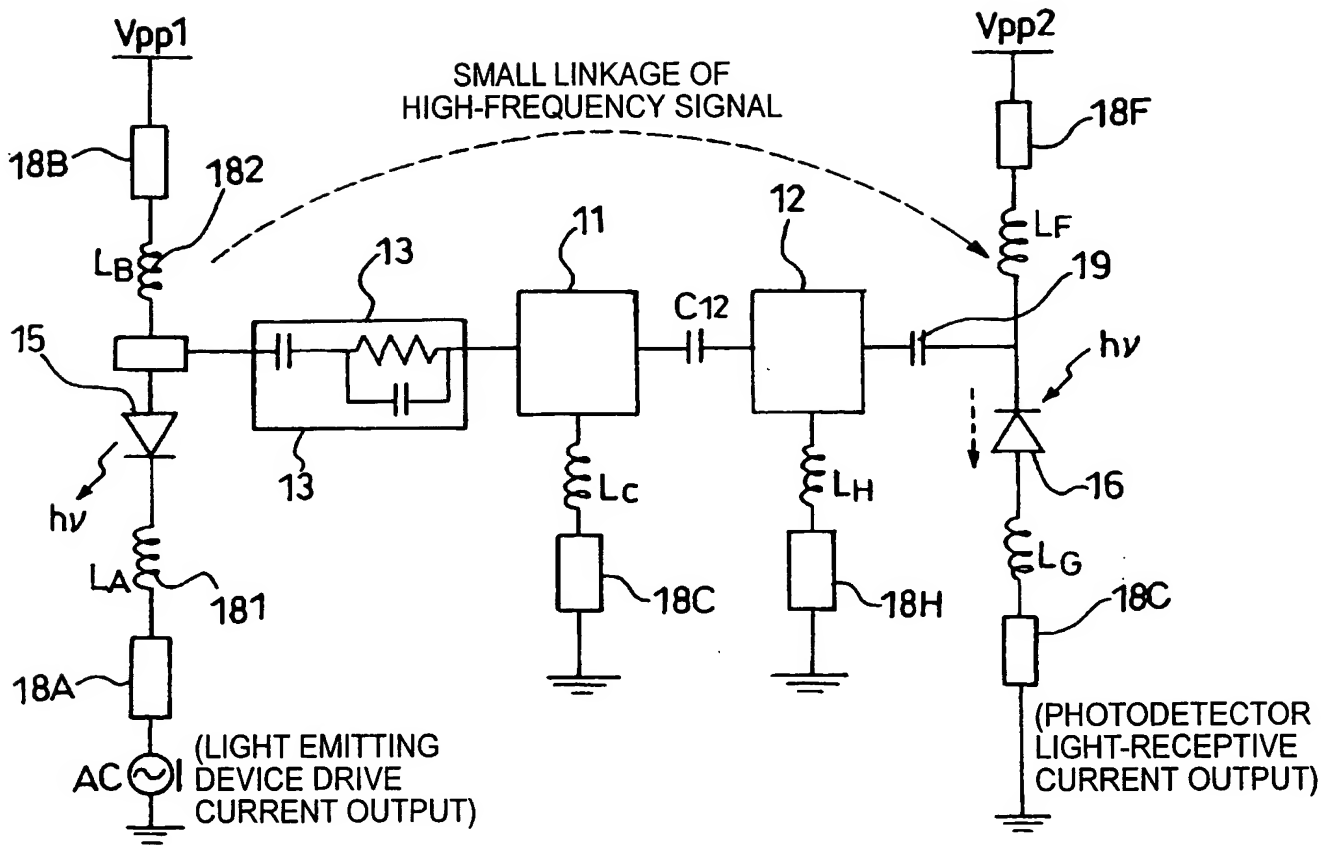 Vpp1
Vpp2
SMALL LINKAGE OF
HIGH-FREQUENCY SIGNAL
18B
18F
182
LB
13
11
12
LF
19
C12
15
hν
hν
13
LC
LH
16
LA
181
18C
18H
LG
18C
18A
AC
(LIGHT EMITTING
DEVICE DRIVE
CURRENT OUTPUT)
I
(PHOTODETECTOR
LIGHT-RECEPTIVE
CURRENT OUTPUT)